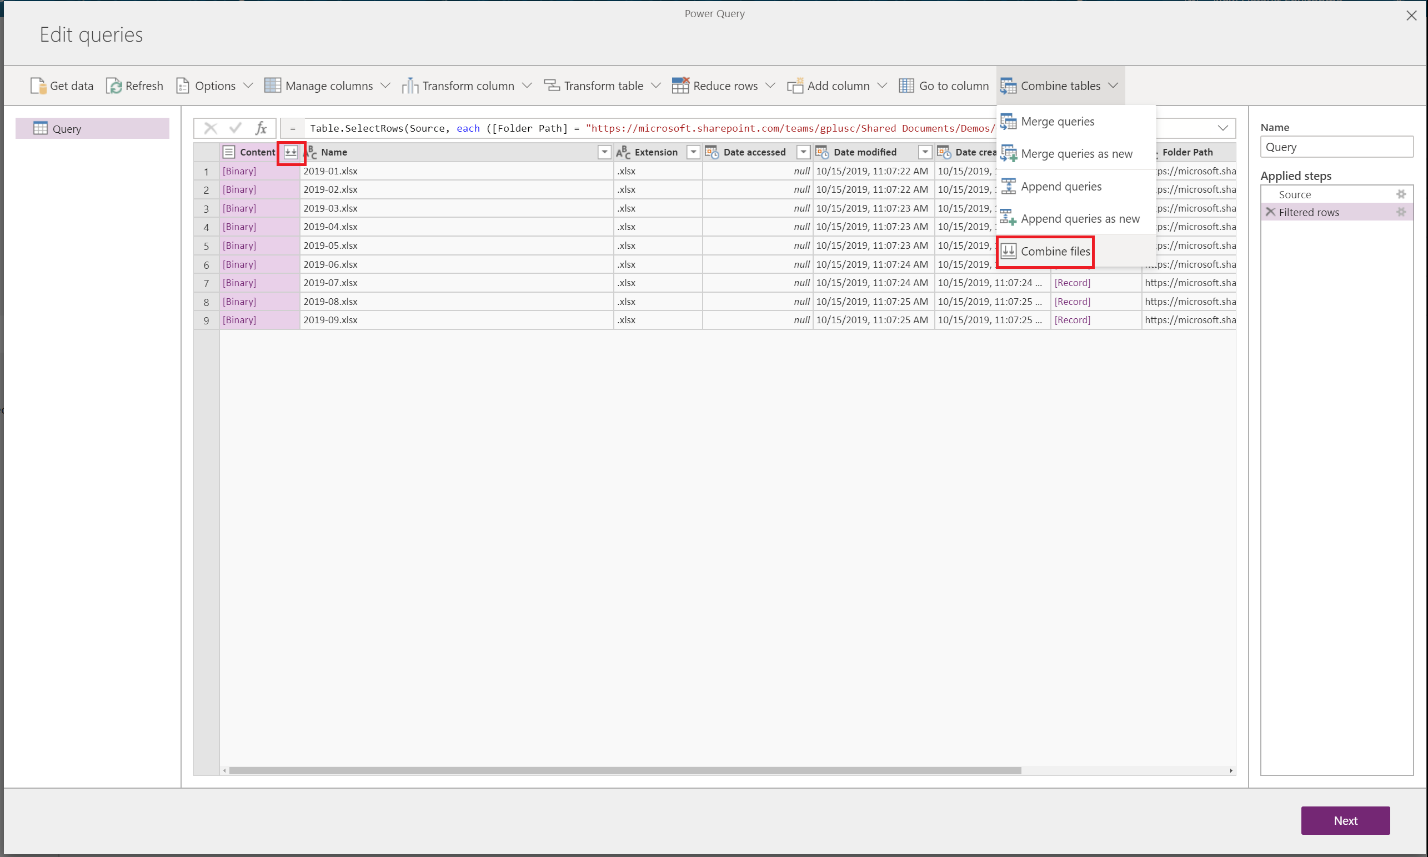 Power Query
Edit queries
Get data Refresh Options Manage columns Transform column Transform table Reduce rows Add column Go to column Combine tables
Query
fx = Table.SelectRows(Source, each ([Folder Path] = "https://microsoft.sharepoint.com/teams/gplusc/Shared Documents/Demos/
Merge queries
Merge queries as new
Append queries
Append queries as new
Combine files
Content ABC Name ABC Extension Date accessed Date modified Date crea Folder Path
1 [Binary] 2019-01.xlsx .xlsx null 10/15/2019, 11:07:22 AM 10/15/2019, ps://microsoft.sha
2 [Binary] 2019-02.xlsx .xlsx null 10/15/2019, 11:07:22 AM 10/15/2019, ps://microsoft.sha
3 [Binary] 2019-03.xlsx .xlsx null 10/15/2019, 11:07:23 AM 10/15/2019, ps://microsoft.sha
4 [Binary] 2019-04.xlsx .xlsx null 10/15/2019, 11:07:23 AM 10/15/2019, ps://microsoft.sha
5 [Binary] 2019-05.xlsx .xlsx null 10/15/2019, 11:07:23 AM 10/15/2019, ps://microsoft.sha
6 [Binary] 2019-06.xlsx .xlsx null 10/15/2019, 11:07:24 AM 10/15/2019, ps://microsoft.sha
7 [Binary] 2019-07.xlsx .xlsx null 10/15/2019, 11:07:24 AM 10/15/2019, 11:07:24 ... [Record] https://microsoft.sha
8 [Binary] 2019-08.xlsx .xlsx null 10/15/2019, 11:07:25 AM 10/15/2019, 11:07:25 ... [Record] https://microsoft.sha
9 [Binary] 2019-09.xlsx .xlsx null 10/15/2019, 11:07:25 AM 10/15/2019, 11:07:25 ... [Record] https://microsoft.sha
Name
Query
Applied steps
Source
Filtered rows
Next